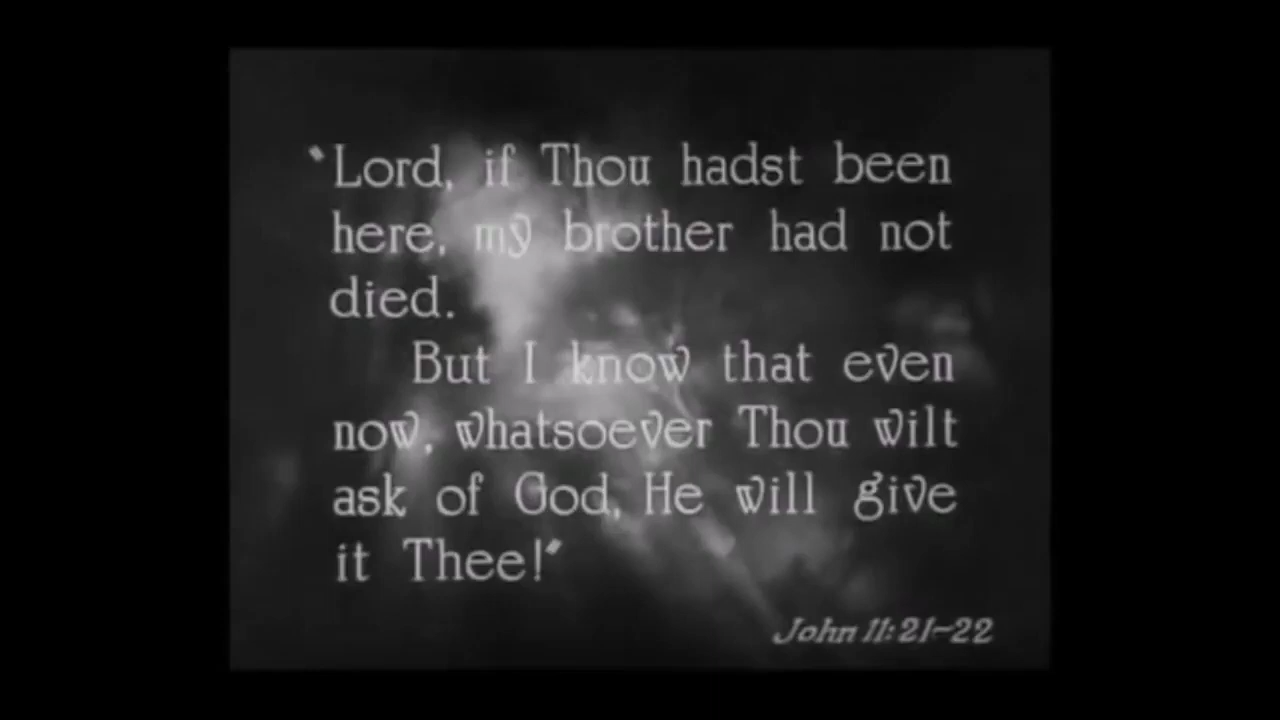 "Lord, if Thou hadst been
here, my brother had not
died.
But I know that even
now, whatsoever Thou wilt
ask of God, He will give
it Thee!"
John 11:21-22